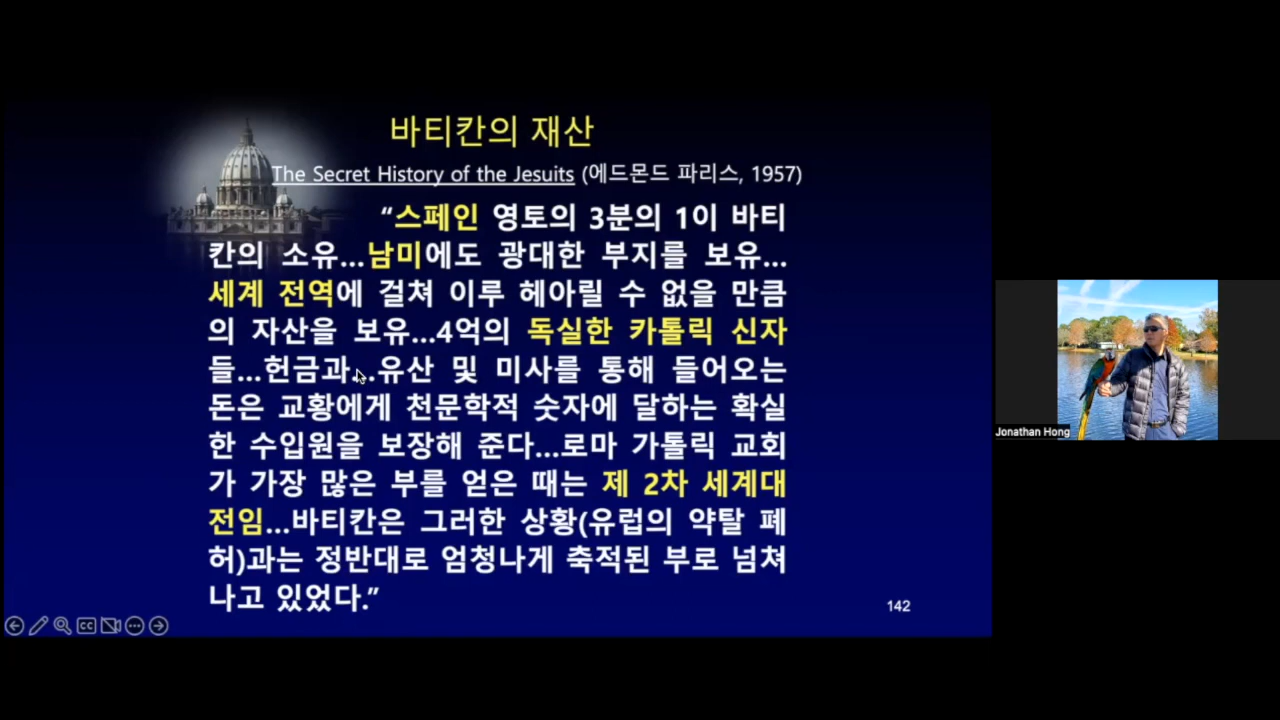 바티칸의 재산
The Secret History of the Jesuits (에드몬드 파리스, 1957)
“스페인 영토의 3분의 1이 바티
칸의 소유...남미에도 광대한 부지를 보유...
세계 전역에 걸쳐 이루 헤아릴 수 없을 만큼
의 자산을 보유...4억의 독실한 카톨릭 신자
들...헌금과...유산 및 미사를 통해 들어오는
돈은 교황에게 천문학적 숫자에 달하는 확실
한 수입원을 보장해 준다...로마 가톨릭 교회
가 가장 많은 부를 얻은 때는 제 2차 세계대
전임...바티칸은 그러한 상황(유럽의 약탈 폐
허)과는 정반대로 엄청나게 축적된 부로 넘쳐
나고 있었다.”
142
CC
Jonathan Hong